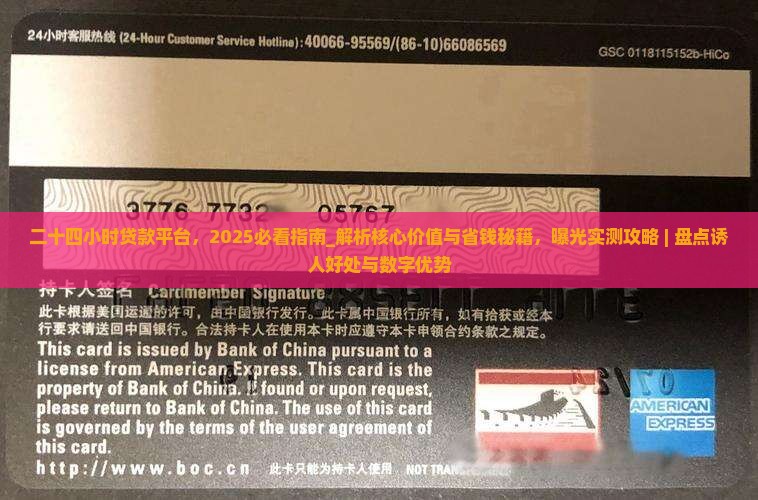 24小时客服热线 (24-Hour Customer Service Hotline):40066-95569/(86-10)66086569
GSC 0118115152b-HiCo
二十四小时贷款平台，2025必看指南_解析核心价值与省钱秘籍，曝光实测攻略 | 盘点诱
人好处与数字优势
持卡人签名 Cardmember Signature
此卡根据美国运通的许可，由中国银行发行。此卡属中国银行所有，如有拾获或经本
行要求请送回中国银行。合法持卡人在使用本卡时应遵守本卡申领合约条款之规定。
This card is issued by Bank of China pursuant to a
license from American Express. This card is the
property of Bank of China. If found or upon request,
please return to Bank of China. The use of this card
is governed by the terms of the user agreement of
this card.
http://www.boc.cn 此卡只能为持卡人使用 NOT
AMERICAN
EXPRESS